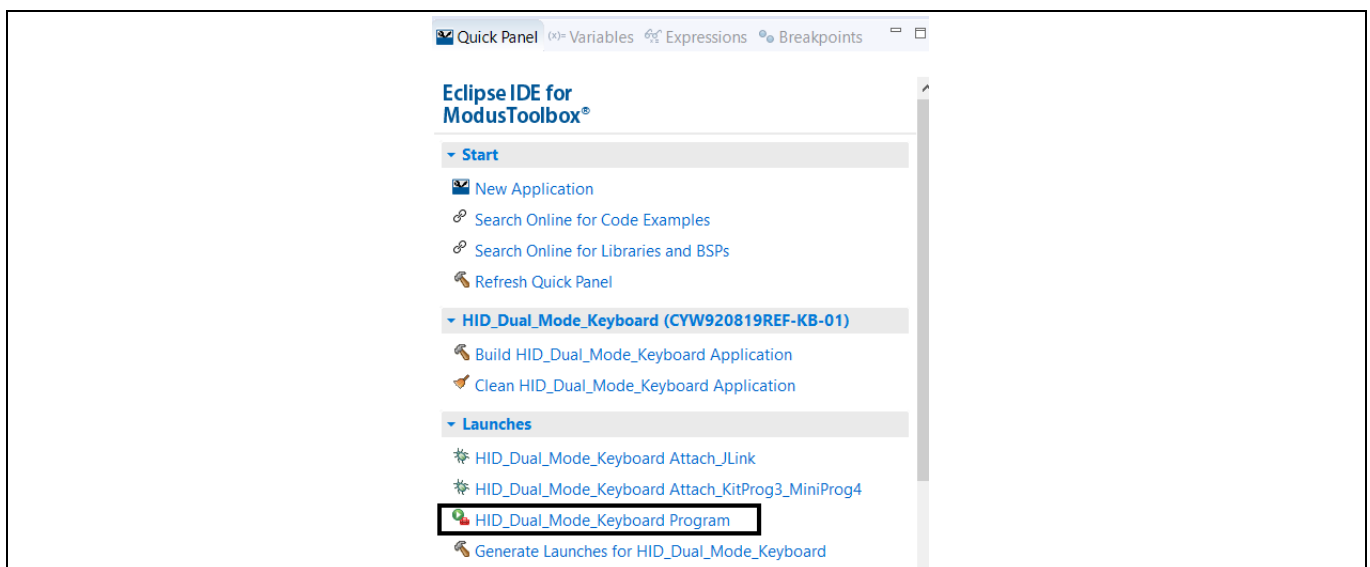 Quick Panel (x)= Variables Expressions Breakpoints
Eclipse IDE for
ModusToolbox®
Start
New Application
Search Online for Code Examples
Search Online for Libraries and BSPs
Refresh Quick Panel
HID_Dual_Mode_Keyboard (CYW920819REF-KB-01)
Build HID_Dual_Mode_Keyboard Application
Clean HID_Dual_Mode_Keyboard Application
Launches
HID_Dual_Mode_Keyboard Attach_JLink
HID_Dual_Mode_Keyboard Attach_KitProg3_MiniProg4
HID_Dual_Mode_Keyboard Program
Generate Launches for HID_Dual_Mode_Keyboard